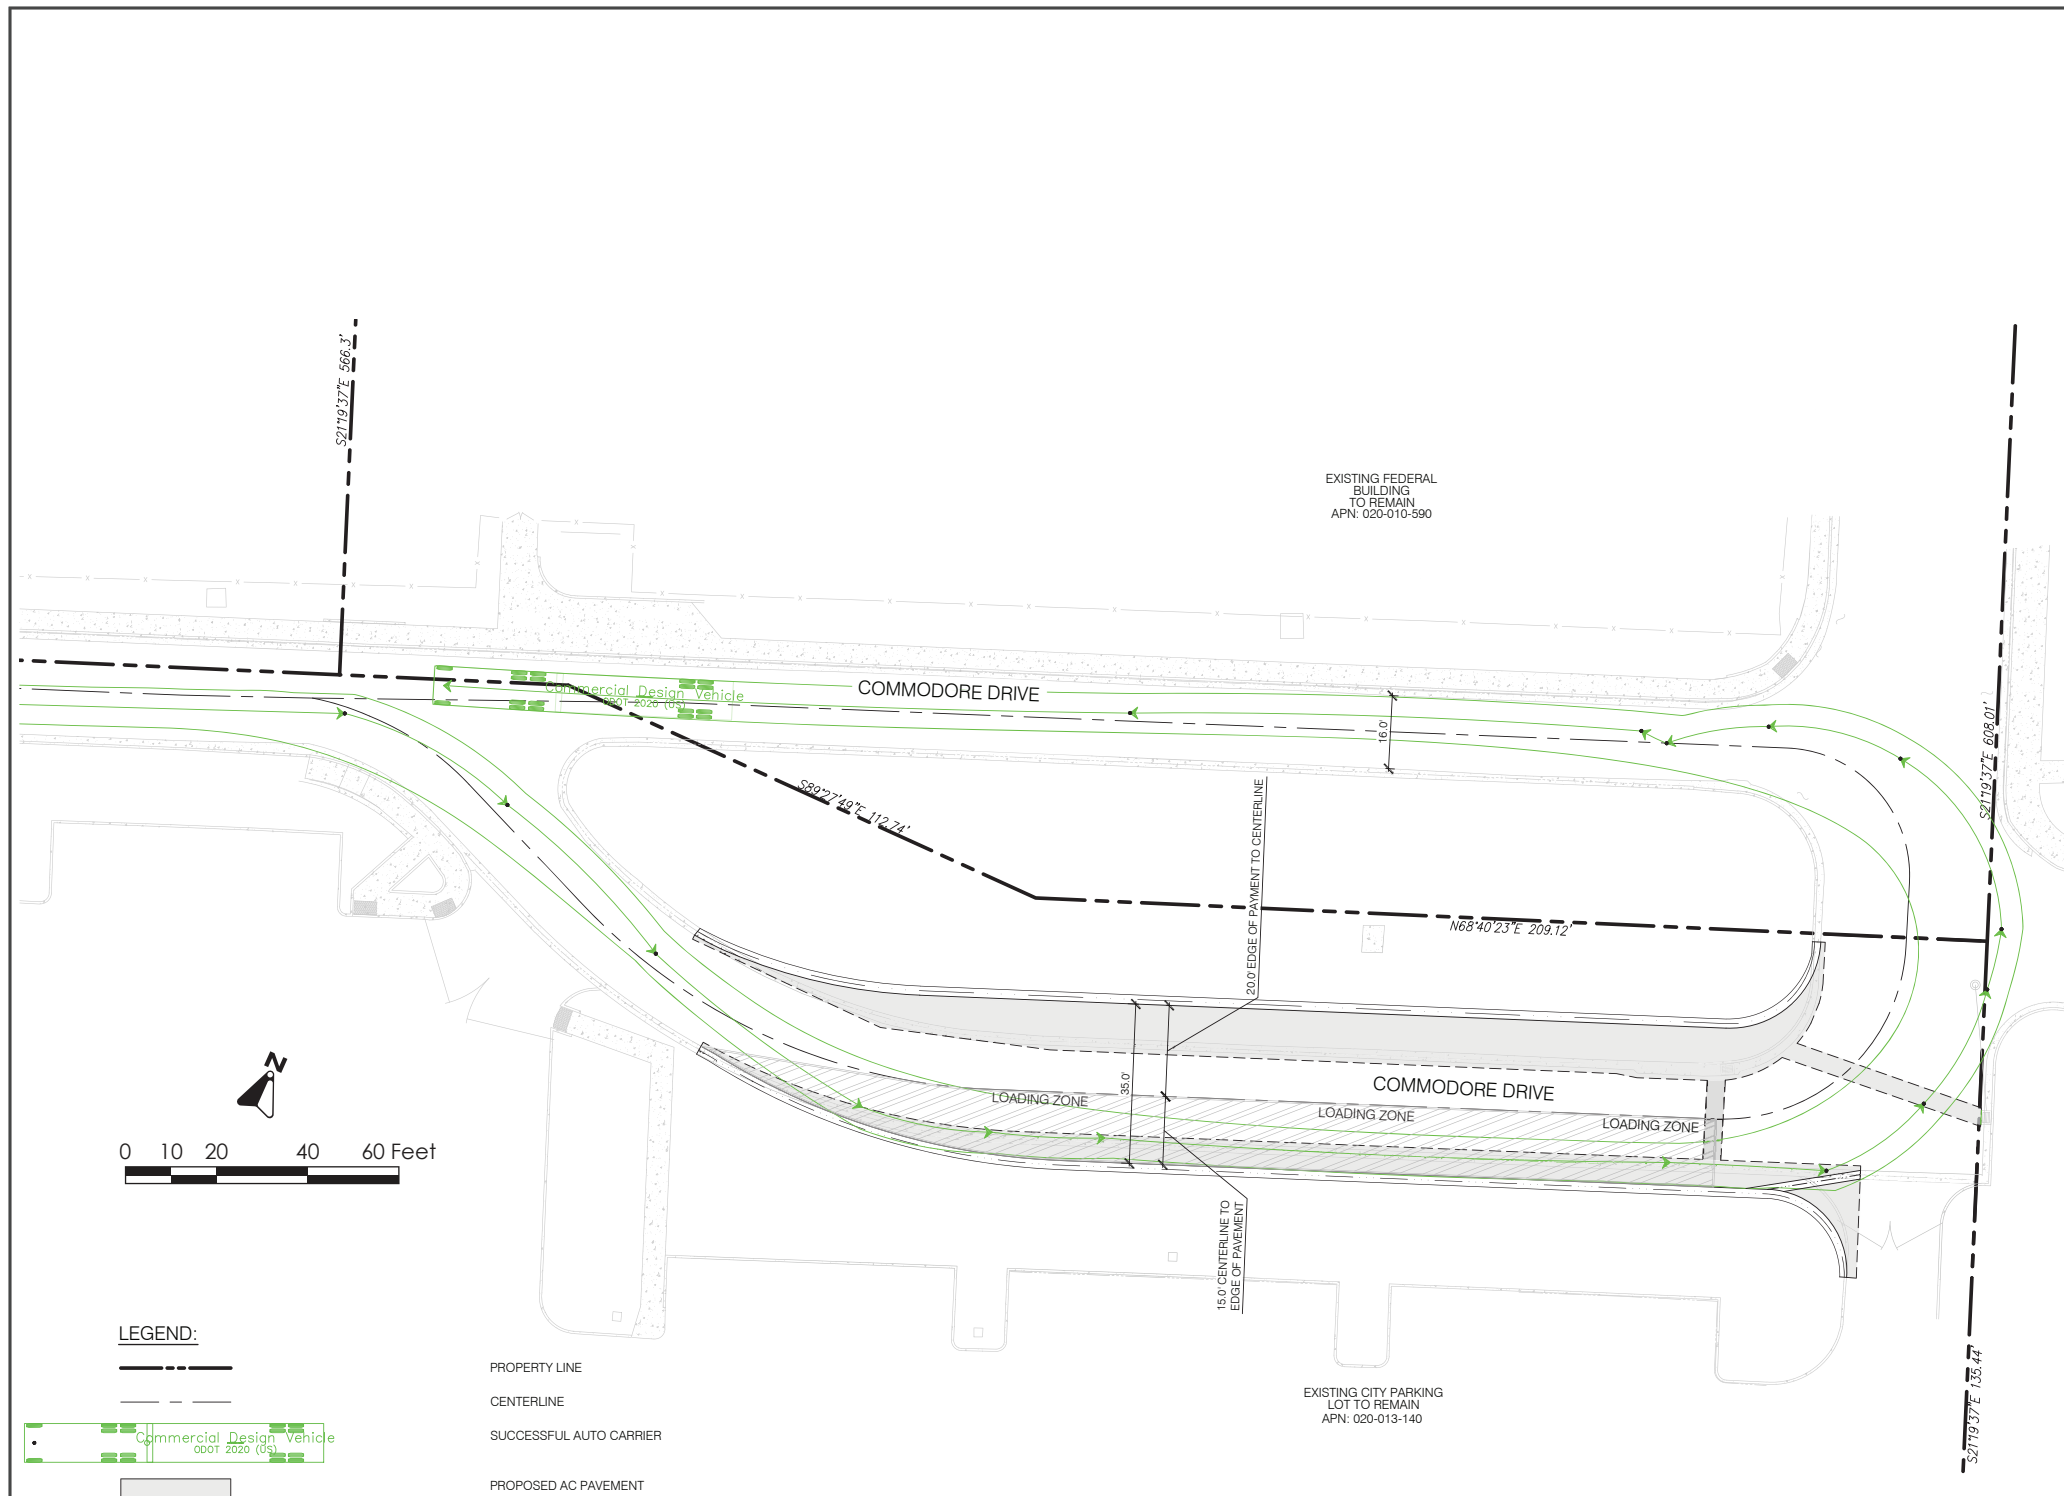 S21°19'37"E 566.3'
EXISTING FEDERAL
BUILDING
TO REMAIN
APN: 020-010-590
Commercial Design Vehicle
ODOT 2020 (US)
COMMODORE DRIVE
16.0'
S21°19'37"E 608.01'
S89°27'49"E 112.74'
20.0' EDGE OF PAYMENT TO CENTERLINE
N68°40'23"E 209.12'
35.0'
COMMODORE DRIVE
LOADING ZONE
LOADING ZONE
LOADING ZONE
N
0 10 20 40 60 Feet
15.0' CENTERLINE TO
EDGE OF PAVEMENT
LEGEND:
PROPERTY LINE
CENTERLINE
Commercial Design Vehicle
ODOT 2020 (US)
SUCCESSFUL AUTO CARRIER
PROPOSED AC PAVEMENT
EXISTING CITY PARKING
LOT TO REMAIN
APN: 020-013-140
S21°19'37"E 135.44'